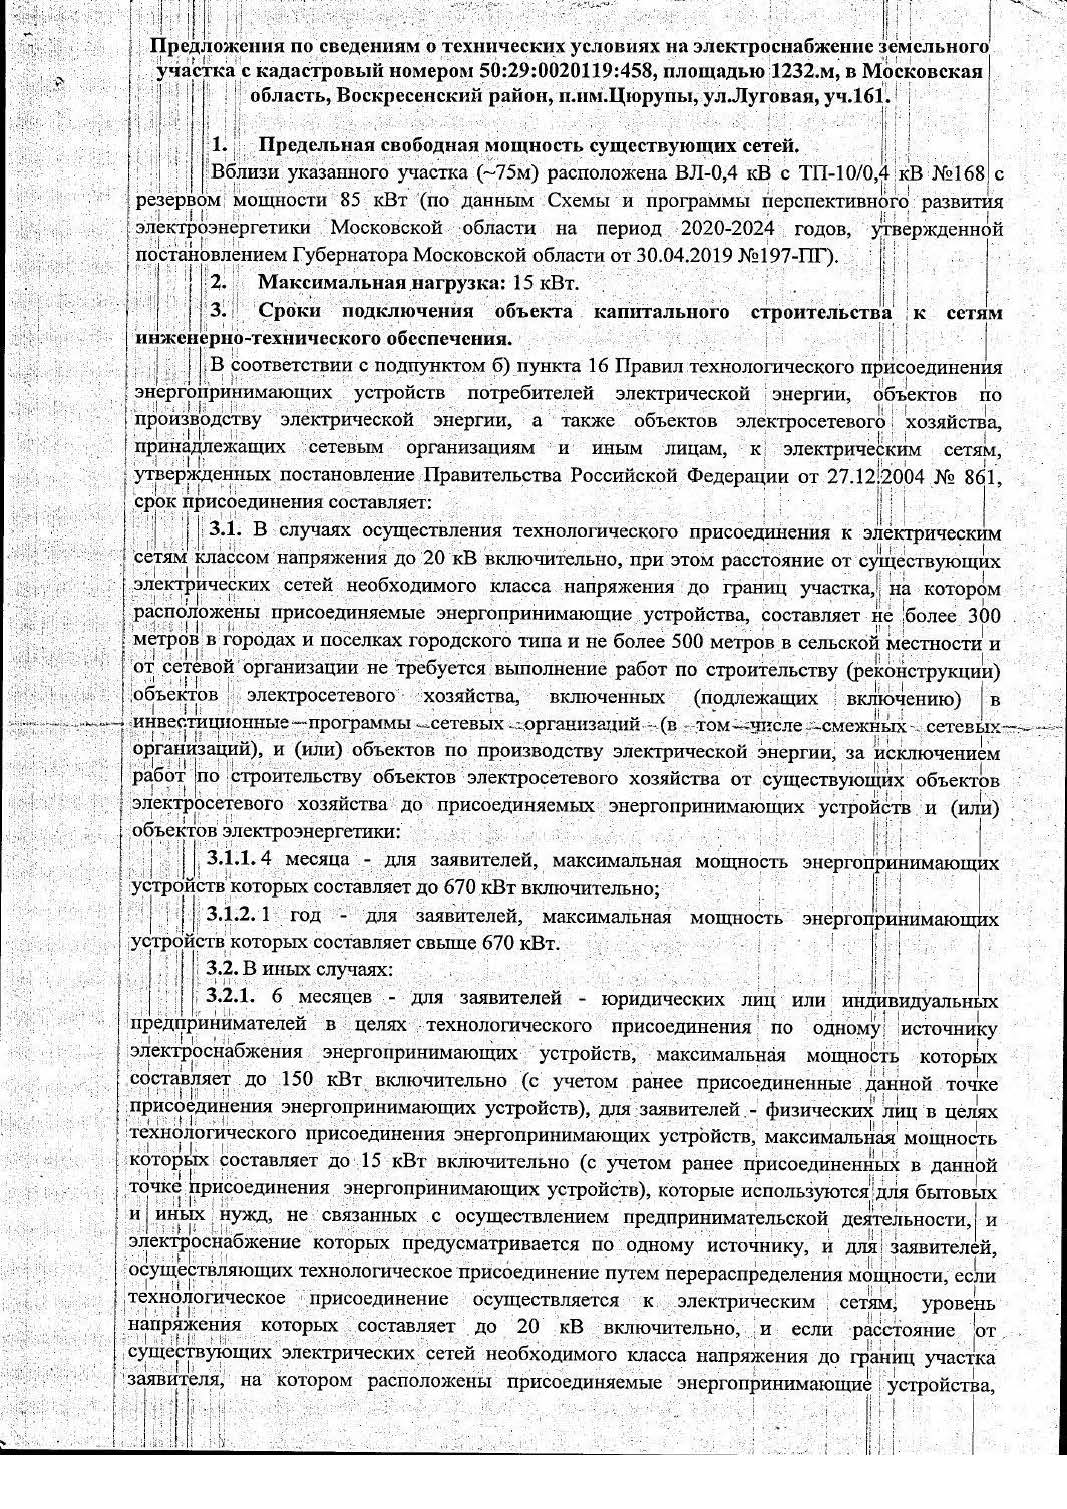 Предложения по сведениям о технических условиях на электроснабжение земельного
участка с кадастровый номером 50:29:0020119:458, площадью 1232.м, в Московская
область, Воскресенский район, п.им.Цюрупы, ул.Луговая, уч.161.
1. Предельная свободная мощность существующих сетей.
Вблизи указанного участка (~75м) расположена ВЛ-0,4 кВ с ТП-10/0,4 кВ №168 с
резервом мощности 85 кВт (по данным Схемы и программы перспективного развития
электроэнергетики Московской области на период 2020-2024 годов, утвержденной
постановлением Губернатора Московской области от 30.04.2019 №197-ПГ).
2. Максимальная нагрузка: 15 кВт.
3. Сроки подключения объекта капитального строительства к сетям
инженерно-технического обеспечения.
В соответствии с подпунктом б) пункта 16 Правил технологического присоединения
энергопринимающих устройств потребителей электрической энергии, объектов по
производству электрической энергии, а также объектов электросетевого хозяйства,
принадлежащих сетевым организациям и иным лицам, к электрическим сетям,
утвержденных постановление Правительства Российской Федерации от 27.12.2004 № 861,
срок присоединения составляет:
3.1. В случаях осуществления технологического присоединения к электрическим
сетям классом напряжения до 20 кВ включительно, при этом расстояние от существующих
электрических сетей необходимого класса напряжения до границ участка, на котором
расположены присоединяемые энергопринимающие устройства, составляет не более 300
метров в городах и поселках городского типа и не более 500 метров в сельской местности и
от сетевой организации не требуется выполнение работ по строительству (реконструкции)
объектов электросетевого хозяйства, включенных (подлежащих включению) в
инвестиционные программы сетевых организаций (в том числе смежных сетевых
организаций), и (или) объектов по производству электрической энергии, за исключением
работ по строительству объектов электросетевого хозяйства от существующих объектов
электросетевого хозяйства до присоединяемых энергопринимающих устройств и (или)
объектов электроэнергетики:
3.1.1. 4 месяца - для заявителей, максимальная мощность энергопринимающих
устройств которых составляет до 670 кВт включительно;
3.1.2. 1 год - для заявителей, максимальная мощность энергопринимающих
устройств которых составляет свыше 670 кВт.
3.2. В иных случаях:
3.2.1. 6 месяцев - для заявителей - юридических лиц или индивидуальных
предпринимателей в целях технологического присоединения по одному источнику
электроснабжения энергопринимающих устройств, максимальная мощность которых
составляет до 150 кВт включительно (с учетом ранее присоединенные данной точке
присоединения энергопринимающих устройств), для заявителей - физических лиц в целях
технологического присоединения энергопринимающих устройств, максимальная мощность
которых составляет до 15 кВт включительно (с учетом ранее присоединенных в данной
точке присоединения энергопринимающих устройств), которые используются для бытовых
и иных нужд, не связанных с осуществлением предпринимательской деятельности, и
электроснабжение которых предусматривается по одному источнику, и для заявителей,
осуществляющих технологическое присоединение путем перераспределения мощности, если
технологическое присоединение осуществляется к электрическим сетям, уровень
напряжения которых составляет до 20 кВ включительно, и если расстояние от
существующих электрических сетей необходимого класса напряжения до границ участка
заявителя, на котором расположены присоединяемые энергопринимающие устройства,